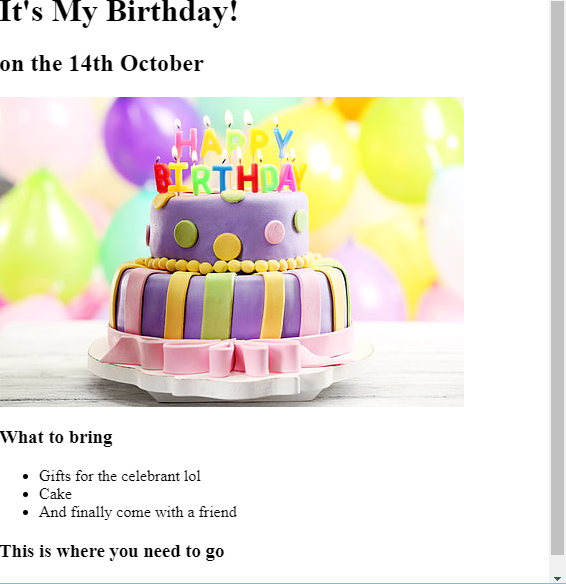 It's My Birthday!
on the 14th October
HAPPY
BIRTHDAY
What to bring
Gifts for the celebrant lol
Cake
And finally come with a friend
This is where you need to go